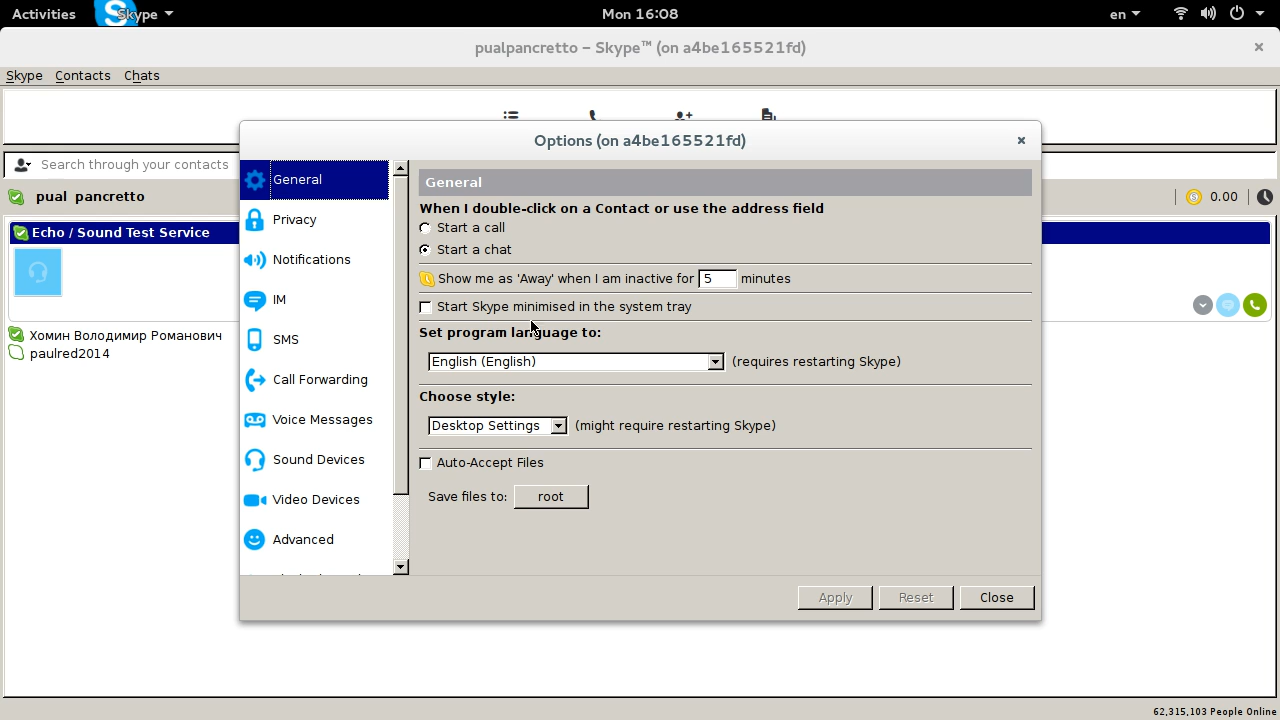 Activities Skype Mon 16:08 en
pualpancretto – Skype™ (on a4be165521fd)
Skype Contacts Chats
Search through your contacts
pual pancretto 0.00
Echo / Sound Test Service
Хомин Володимир Романович
paulred2014
Options (on a4be165521fd)
General
Privacy
Notifications
IM
SMS
Call Forwarding
Voice Messages
Sound Devices
Video Devices
Advanced
General
When I double-click on a Contact or use the address field
Start a call
Start a chat
Show me as 'Away' when I am inactive for 5 minutes
Start Skype minimised in the system tray
Set program language to:
English (English) (requires restarting Skype)
Choose style:
Desktop Settings (might require restarting Skype)
Auto-Accept Files
Save files to: root
Apply Reset Close
62,315,103 People Online